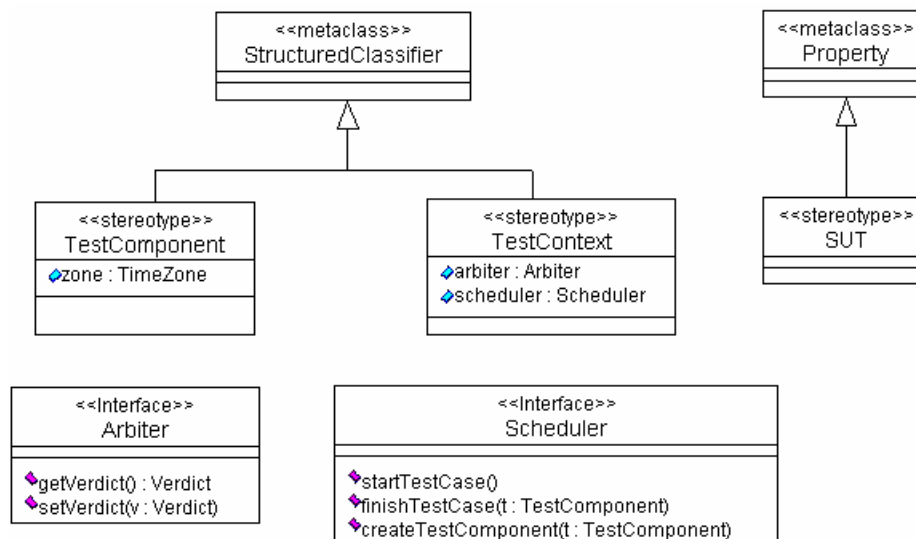 <<metaclass>>
StructuredClassifier
<<metaclass>>
Property
<<stereotype>>
TestComponent
zone : TimeZone
<<stereotype>>
TestContext
arbiter : Arbiter
scheduler : Scheduler
<<stereotype>>
SUT
<<Interface>>
Arbiter
getVerdict() : Verdict
setVerdict(v : Verdict)
<<Interface>>
Scheduler
startTestCase()
finishTestCase(t : TestComponent)
createTestComponent(t : TestComponent)